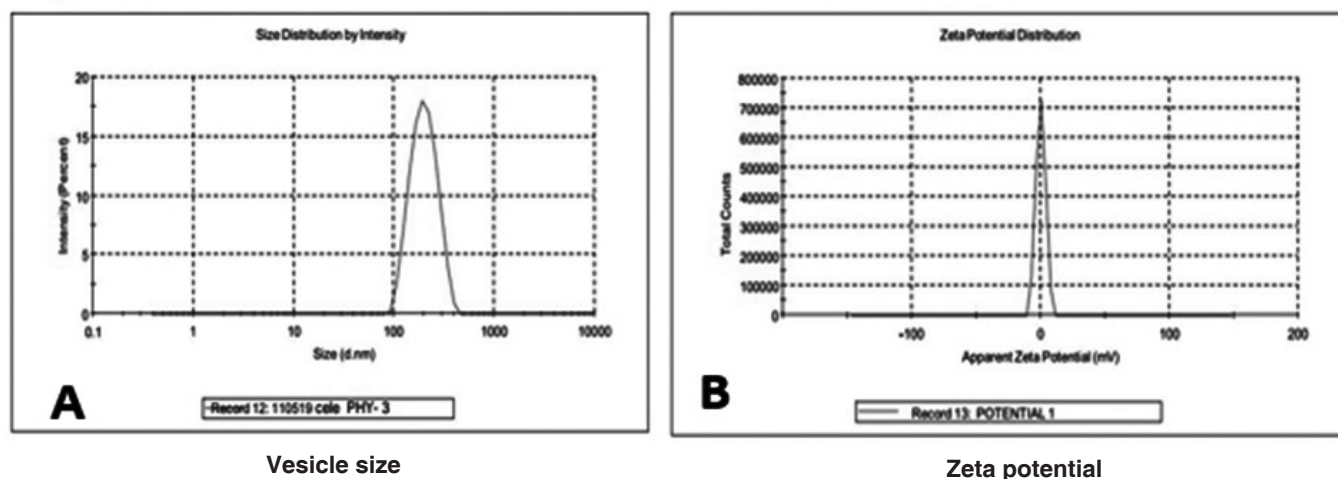 Size Distribution by Intensity
20
15
10
5
0
Intensity (Percent)
0.1 1 10 100 1000 10000
Size (d.nm)
A
Record 12: 110519 cele PHY- 3
Vesicle size
Zeta Potential Distribution
800000
700000
600000
500000
400000
300000
200000
100000
0
Total Counts
-100 0 100 200
Apparent Zeta Potential (mV)
B
Record 13: POTENTIAL 1
Zeta potential